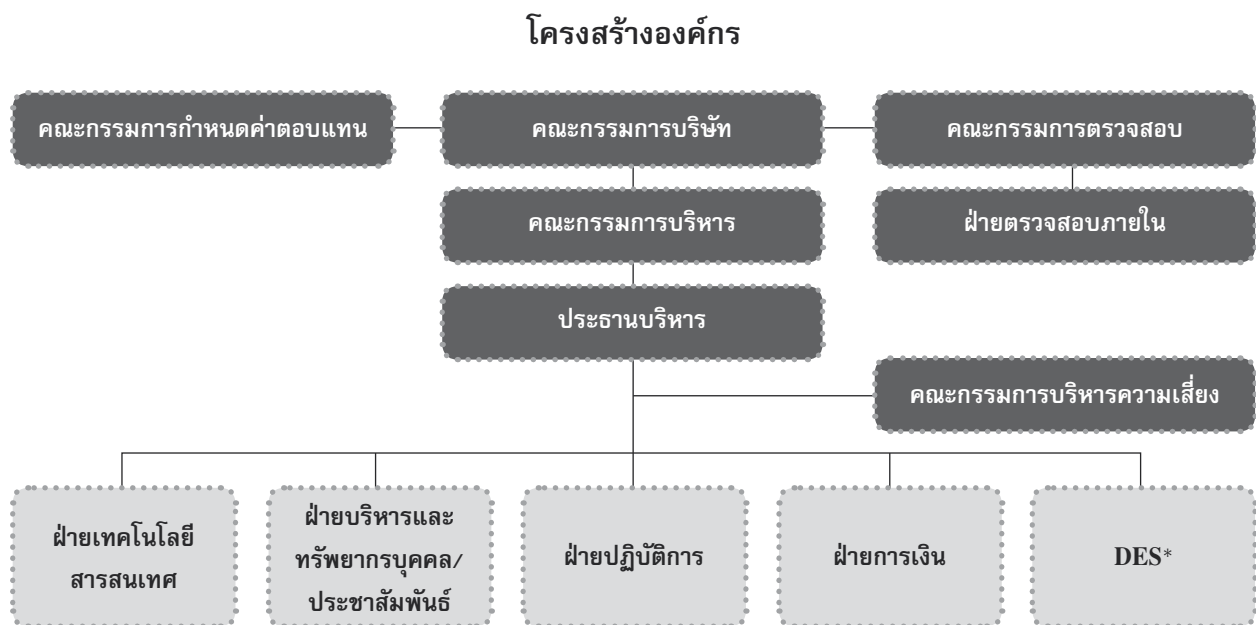 โครงสร้างองค์กร
คณะกรรมการกำหนดค่าตอบแทน
คณะกรรมการบริษัท
คณะกรรมการตรวจสอบ
คณะกรรมการบริหาร
ฝ่ายตรวจสอบภายใน
ประธานบริหาร
คณะกรรมการบริหารความเสี่ยง
ฝ่ายเทคโนโลยี
สารสนเทศ
ฝ่ายบริหารและ
ทรัพยากรบุคคล/
ประชาสัมพันธ์
ฝ่ายปฏิบัติการ
ฝ่ายการเงิน
DES*